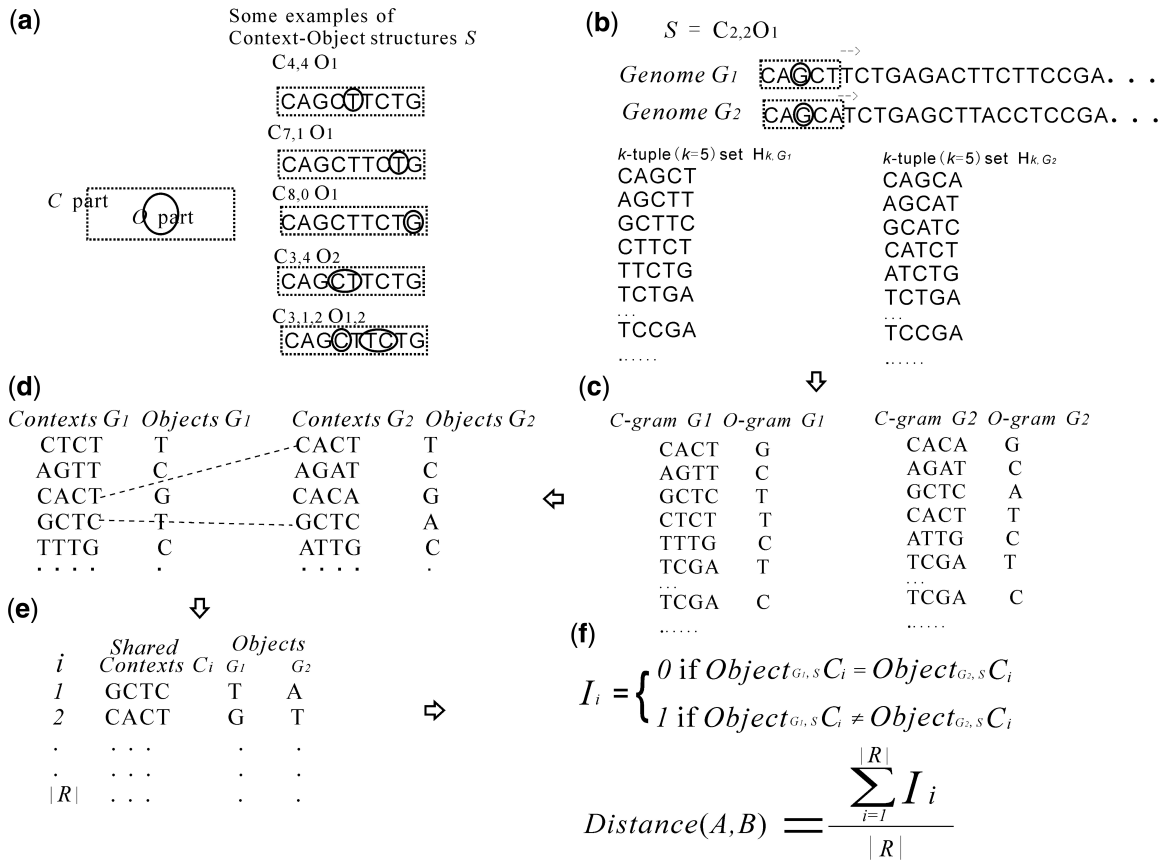 (a)
Some examples of
Context-Object structures S
C4,4 O1
CAGCTTCTG
C7,1 O1
CAGCTTCTG
C8,0 O1
CAGCTTCTG
C3,4 O2
CAGCTTCTG
C3,1,2 O1,2
CAGCTTCTG
C part
O part
(b)
S = C2,2O1
Genome G1 CAGCTTCTGAGACTTCTTCCGA. . .
Genome G2 CAGCATCTGAGCTTACCTCCGA. . .
k-tuple(k=5) set Hk,G1
CAGCT
AGCTT
GCTTC
CTTCT
TTCTG
TCTGA
...
TCCGA
......
k-tuple(k=5) set Hk,G2
CAGCA
AGCAT
GCATC
CATCT
ATCTG
TCTGA
...
TCCGA
......
(c)
C-gram G1 O-gram G1
CACT G
AGTT C
GCTC T
CTCT T
TTTG C
TCGA T
...
TCGA C
......
C-gram G2 O-gram G2
CACA G
AGAT C
GCTC A
CACT T
ATTG C
TCGA T
...
TCGA C
......
(d)
Contexts G1 Objects G1
CTCT T
AGTT C
CACT G
GCTC T
TTTG C
. . . . .
Contexts G2 Objects G2
CACT T
AGAT C
CACA G
GCTC A
ATTG C
. . . . .
(e)
Shared Objects
i Contexts Ci G1 G2
1 GCTC T A
2 CACT G T
. . . . . .
. . . . . .
|R| . . . . .
(f)
Ii = { 0 if ObjectG1,S Ci = ObjectG2,S Ci
1 if ObjectG1,S Ci ≠ ObjectG2,S Ci
|R|
Distance(A,B) = ∑ Ii
i=1
|R|